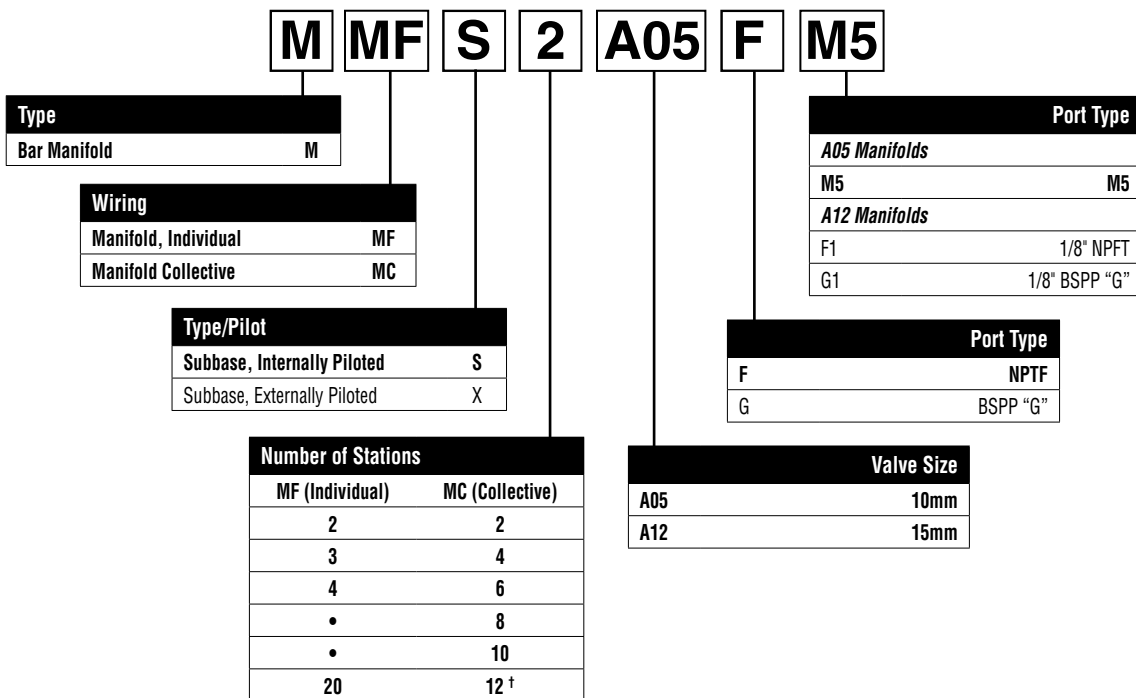 M MF S 2 A05 F M5
Type
Bar Manifold M
Wiring
Manifold, Individual MF
Manifold Collective MC
Type/Pilot
Subbase, Internally Piloted S
Subbase, Externally Piloted X
Number of Stations
MF (Individual) MC (Collective)
2 2
3 4
4 6
• 8
• 10
20 12 †
Valve Size
A05 10mm
A12 15mm
Port Type
F NPTF
G BSPP “G”
Port Type
A05 Manifolds
M5 M5
A12 Manifolds
F1 1/8" NPFT
G1 1/8" BSPP “G”